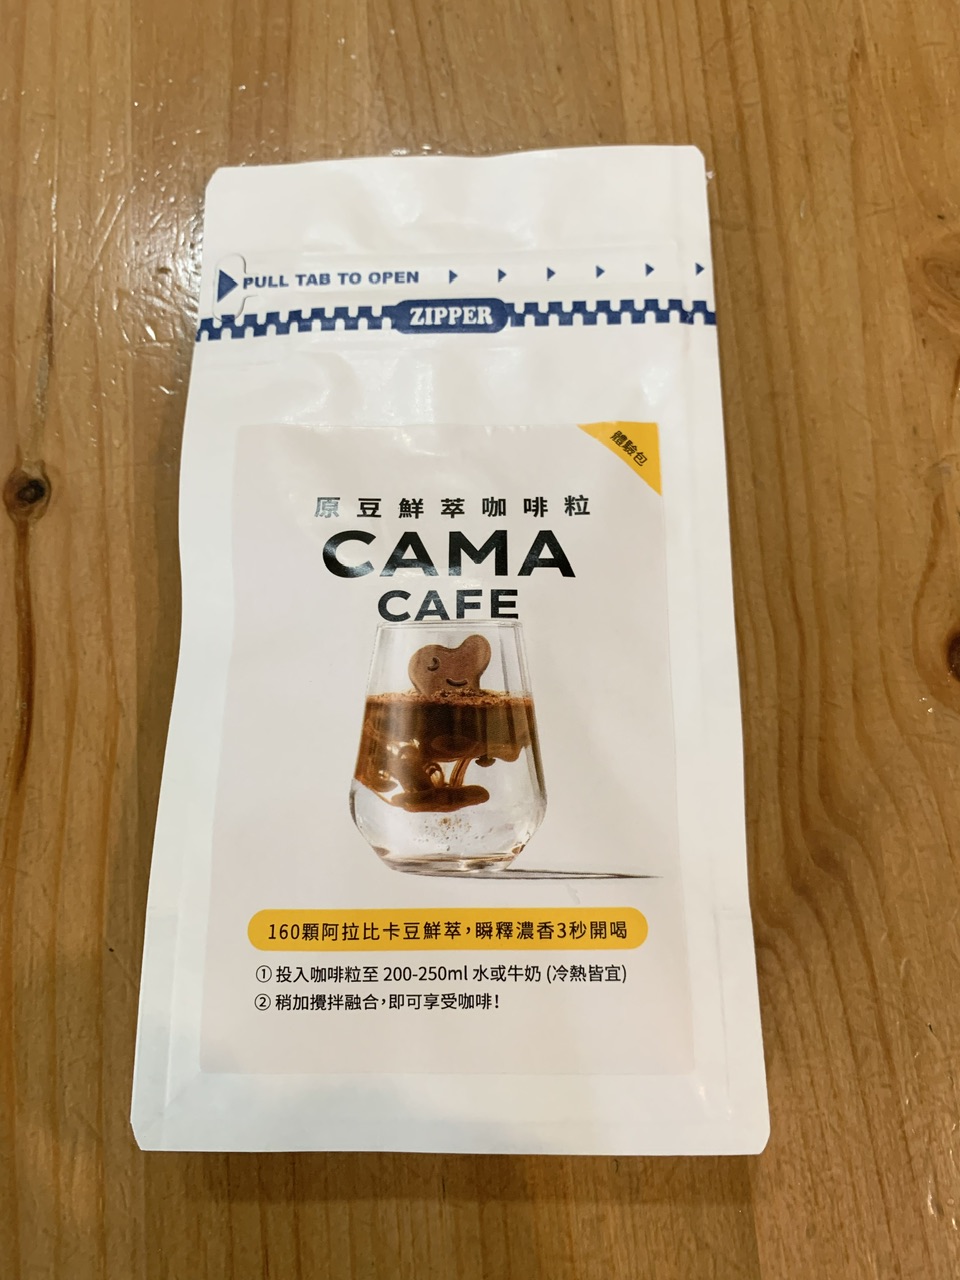 PULL TAB TO OPEN
ZIPPER
體驗包
原豆鮮萃咖啡粒
CAMA
CAFE
160顆阿拉比卡豆鮮萃，瞬釋濃香3秒開喝
① 投入咖啡粒至 200-250ml 水或牛奶 (冷熱皆宜)
② 稍加攪拌融合，即可享受咖啡！